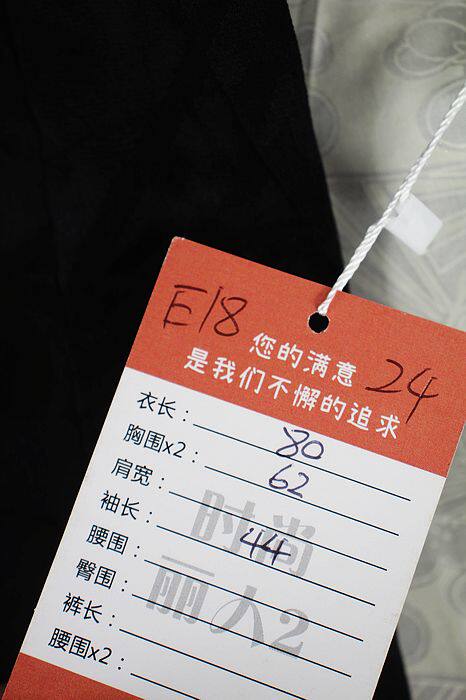 E18
您的满意
24
是我们不懈的追求
衣长: 80
胸围x2: 62
肩宽:
袖长: 44
腰围:
臀围:
裤长:
腰围x2:
时尚
丽人2